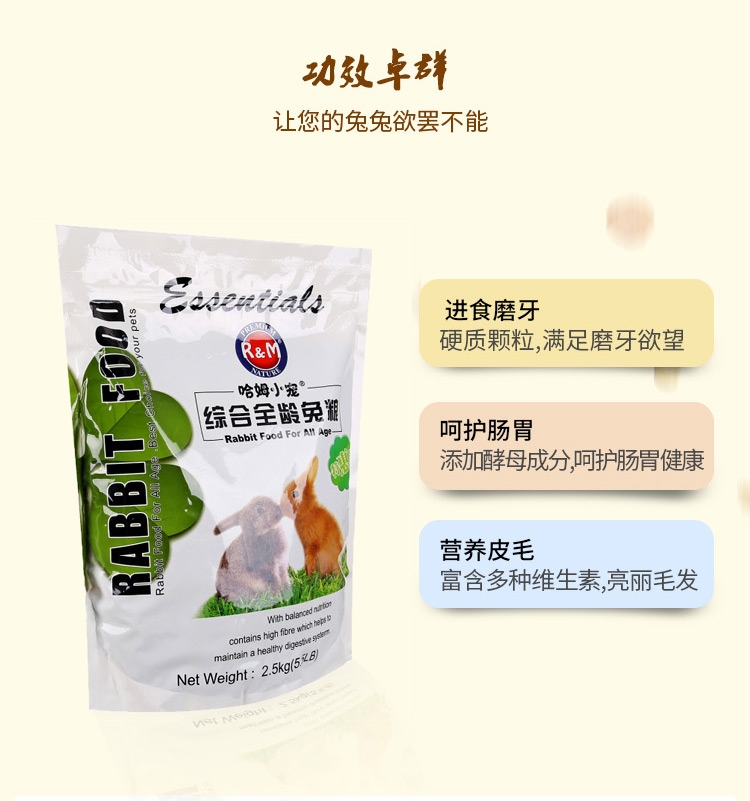 功效卓群
让您的兔兔欲罢不能
进食磨牙
硬质颗粒,满足磨牙欲望
呵护肠胃
添加酵母成分,呵护肠胃健康
营养皮毛
富含多种维生素,亮丽毛发
Essentials
PREMIUM
R&M
NATURE
哈姆小宠®
综合全龄兔粮
Rabbit Food For All Age
RABBIT FOOD
Rabbit Food For All Age .Best Choice for your pets
With balanced nutrition
contains high fibre which helps to
maintain a healthy digestive systerm.
Net Weight : 2.5kg(5.5LB)